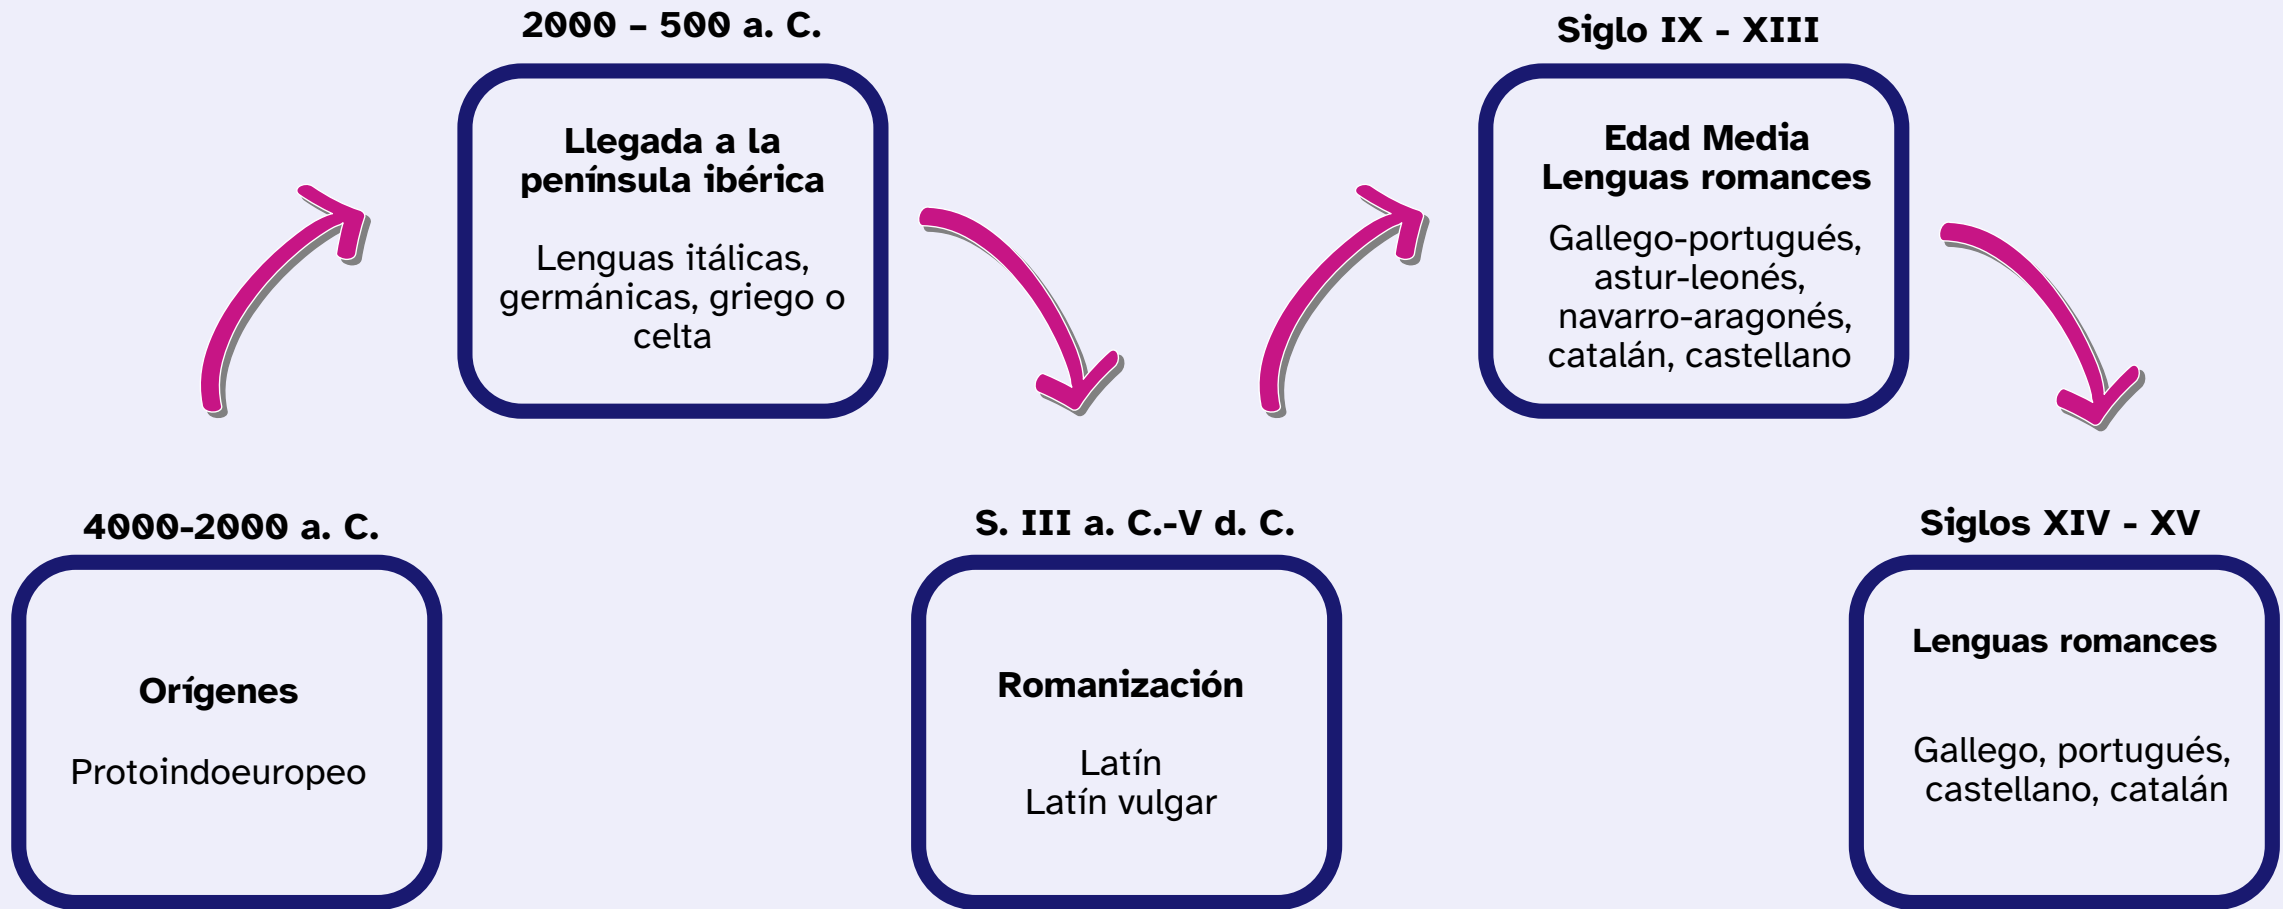 4000-2000 a. C.
Orígenes
Protoindoeuropeo
2000 – 500 a. C.
Llegada a la
península ibérica
Lenguas itálicas,
germánicas, griego o
celta
S. III a. C.-V d. C.
Romanización
Latín
Latín vulgar
Siglo IX - XIII
Edad Media
Lenguas romances
Gallego-portugués,
astur-leonés,
navarro-aragonés,
catalán, castellano
Siglos XIV - XV
Lenguas romances
Gallego, portugués,
castellano, catalán